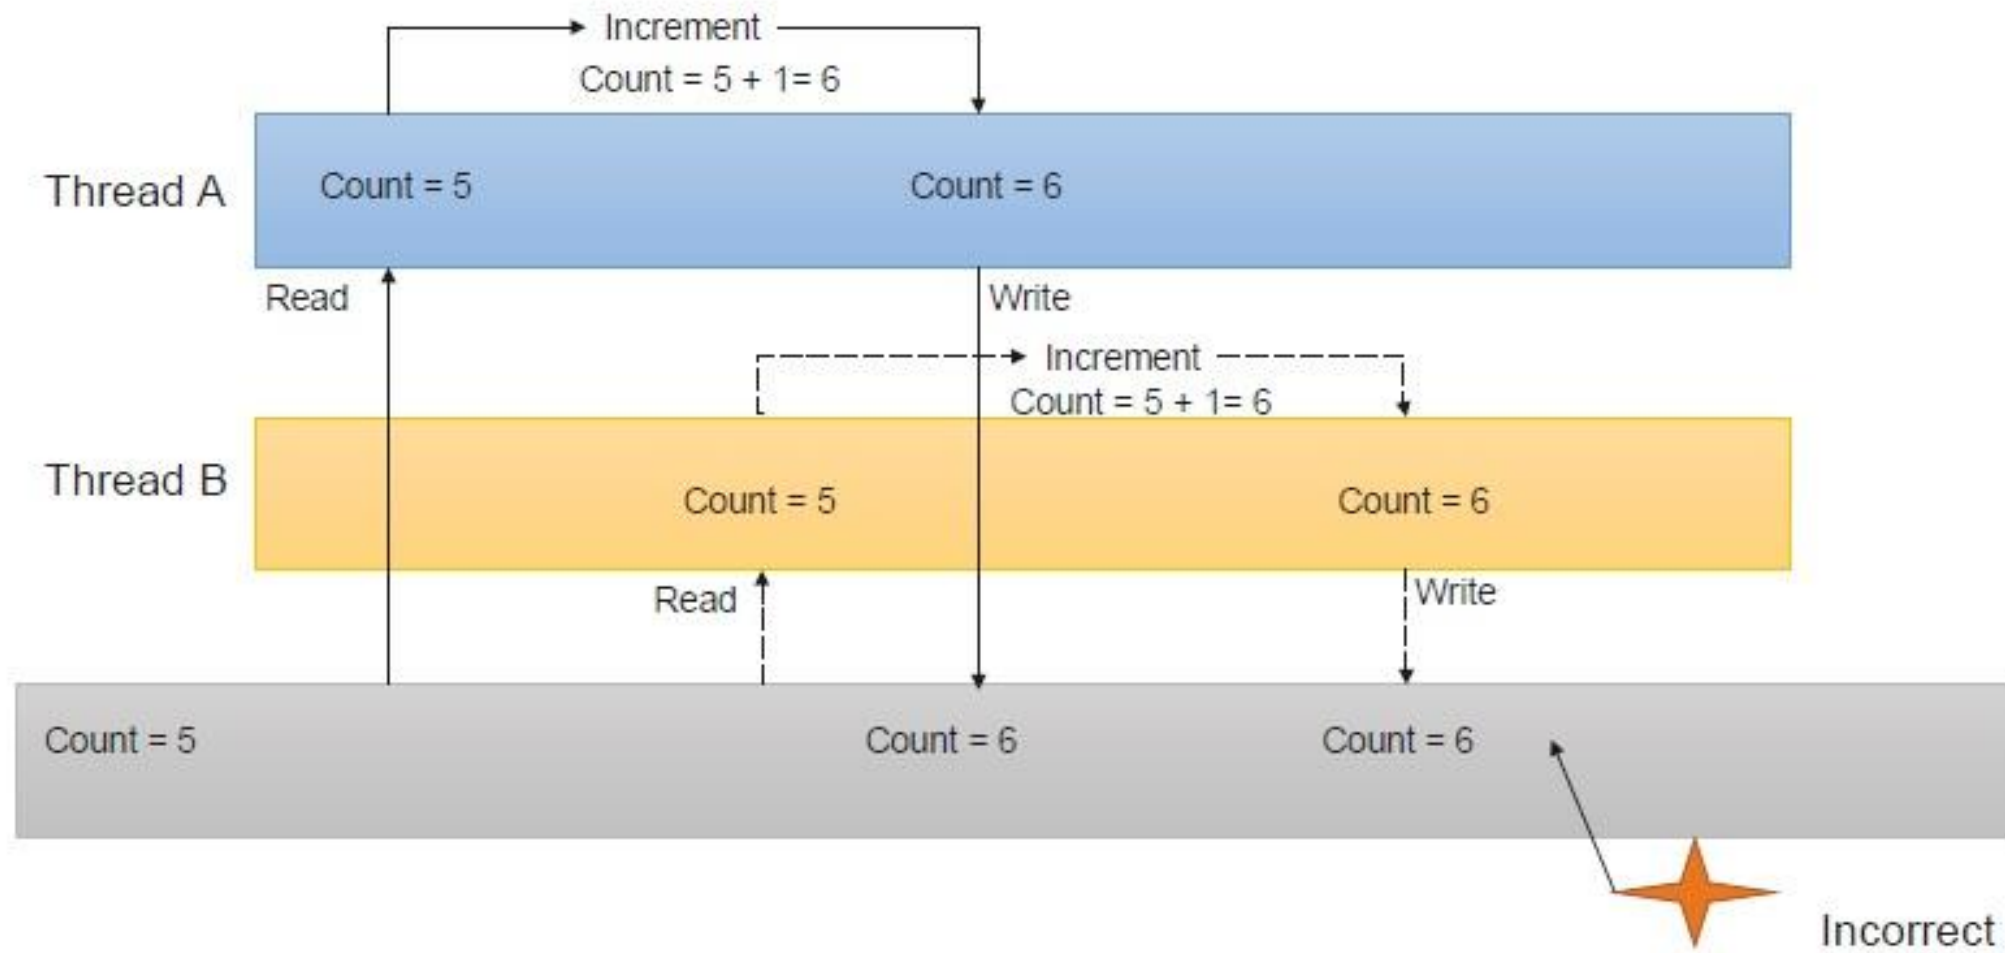 Increment
Count = 5 + 1= 6
Thread A
Count = 5
Count = 6
Read
Write
Increment
Count = 5 + 1= 6
Thread B
Count = 5
Count = 6
Read
Write
Count = 5
Count = 6
Count = 6
Incorrect